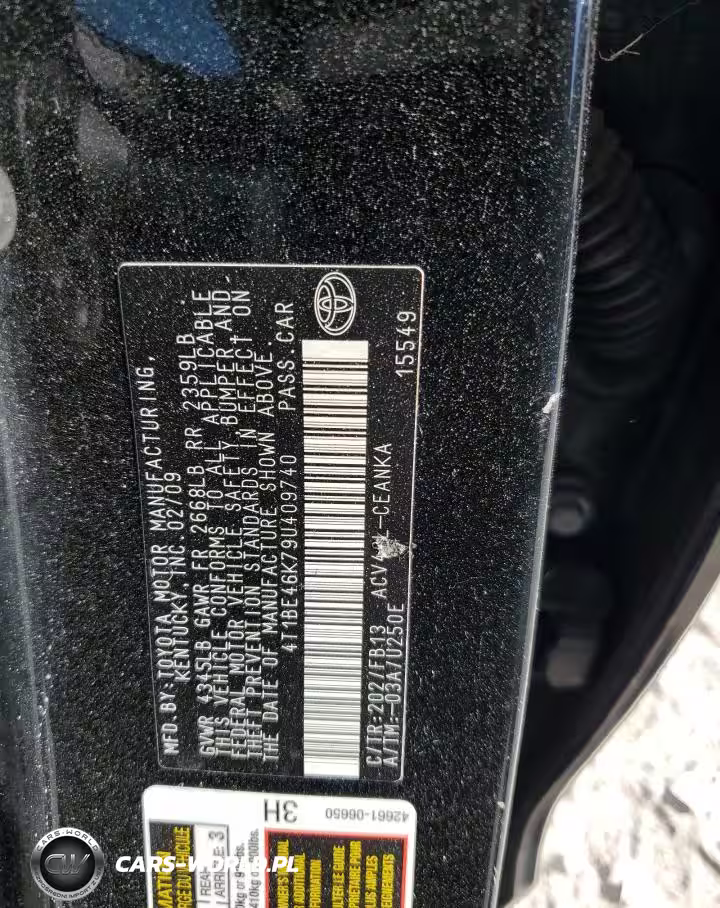 MFD.BY:TOYOTA MOTOR MANUFACTURING,
KENTUCKY, INC. 02/09
GVWR 4345LB GAWR FR 2668LB RR 2359LB
THIS VEHICLE CONFORMS TO ALL APPLICABLE
FEDERAL MOTOR VEHICLE SAFETY BUMPER AND
THEFT PREVENTION STANDARDS IN EFFECT ON
THE DATE OF MANUFACTURE SHOWN ABOVE
4T1BE46K79U409740 PASS. CAR
C/TR:202/FB13 -CEANKA 15549
A/TM:-03A/U250E
3H
42661-06650
CW
CARS-WORLD.PL